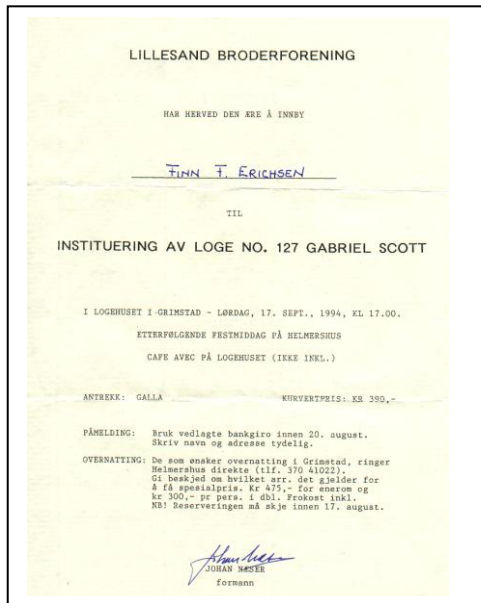 LILLESAND BRODERFORENING
HAR HERVED DEN ÆRE Å INNBY
FINN F. ERICHSEN
TIL
INSTITUERING AV LOGE NO. 127 GABRIEL SCOTT
I LOGEHUSET I GRIMSTAD - LØRDAG, 17. SEPT., 1994, KL 17.00.
ETTERFØLGENDE FESTMIDDAG PÅ HELMERSHUS
CAFE AVEC PÅ LOGEHUSET (IKKE INKL.)
ANTREKK: GALLA KURVERTPRIS: KR 390,-
PÅMELDING: Bruk vedlagte bankgiro innen 20. august.
Skriv navn og adresse tydelig.
OVERNATTING: De som ønsker overnatting i Grimstad, ringer
Helmershus direkte (tlf. 370 41022).
Gi beskjed om hvilket arr. det gjelder for
å få spesialpris. Kr 475,- for enerom og
kr 300,- pr pers. i dbl. Frokost inkl.
NB! Reserveringen må skje innen 17. august.
Johan Næser
JOHAN NÆSER
formann